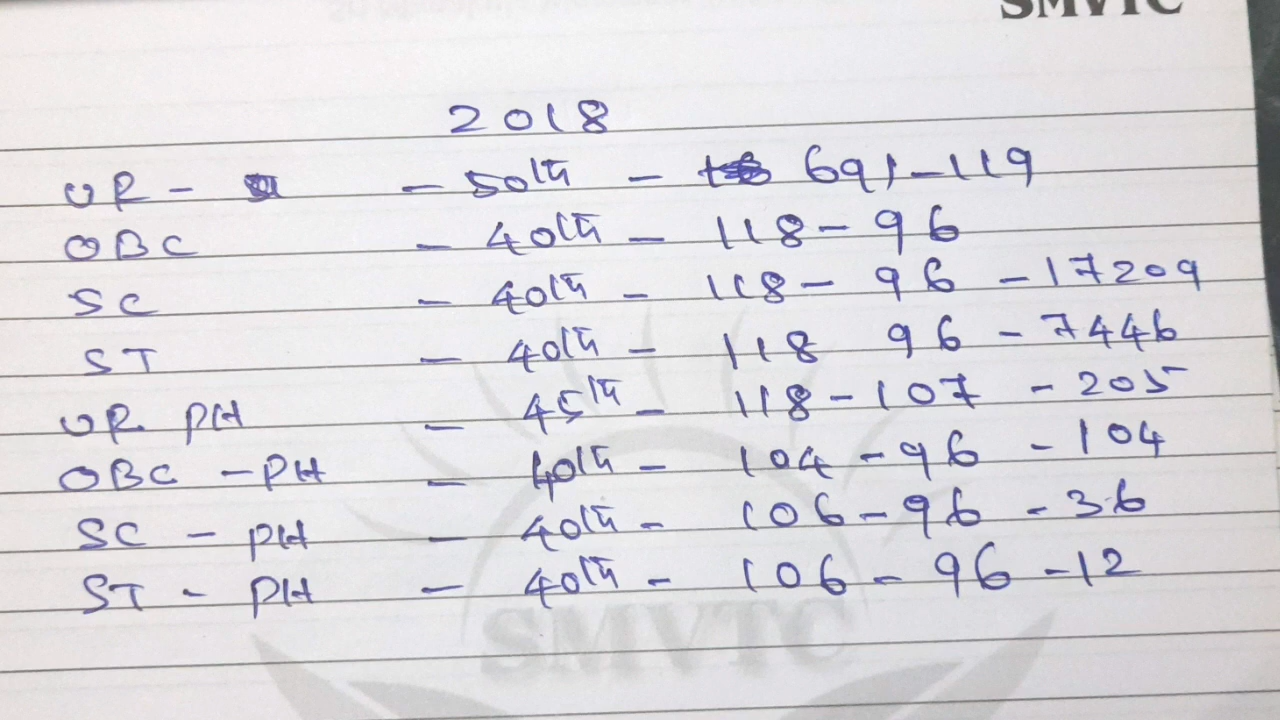 SMVTC
2018
UR - - 50th - 691-119
OBC - 40th - 118-96
SC - 40th - 118- 96 -17209
ST - 40th - 118 96 - 7446
UR PH - 45th - 118-107 - 205
OBC - PH - 40th - 104-96 - 104
SC - PH - 40th - 106-96 - 36
ST - PH - 40th - 106 - 96 -12
SMVTC